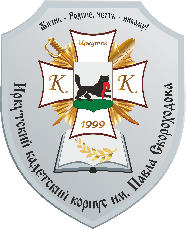 Жизнь - Родине, честь - никому!
Иркутск
К К
1999
Иркутский кадетский корпус им. Павла Скороходова